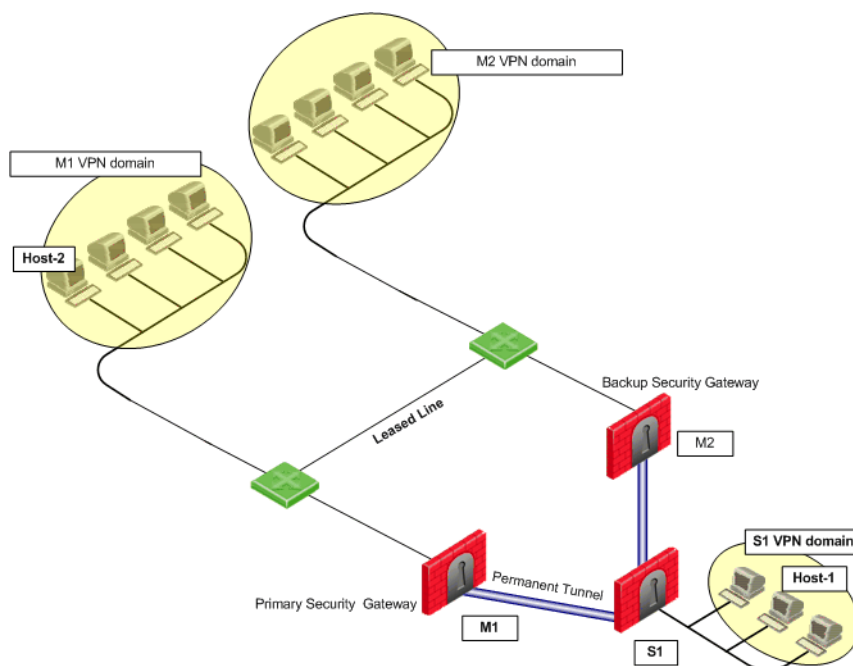 M2 VPN domain
M1 VPN domain
Host-2
Backup Security Gateway
Leased Line
M2
S1 VPN domain
Host-1
Permanent Tunnel
Primary Security Gateway
M1
S1